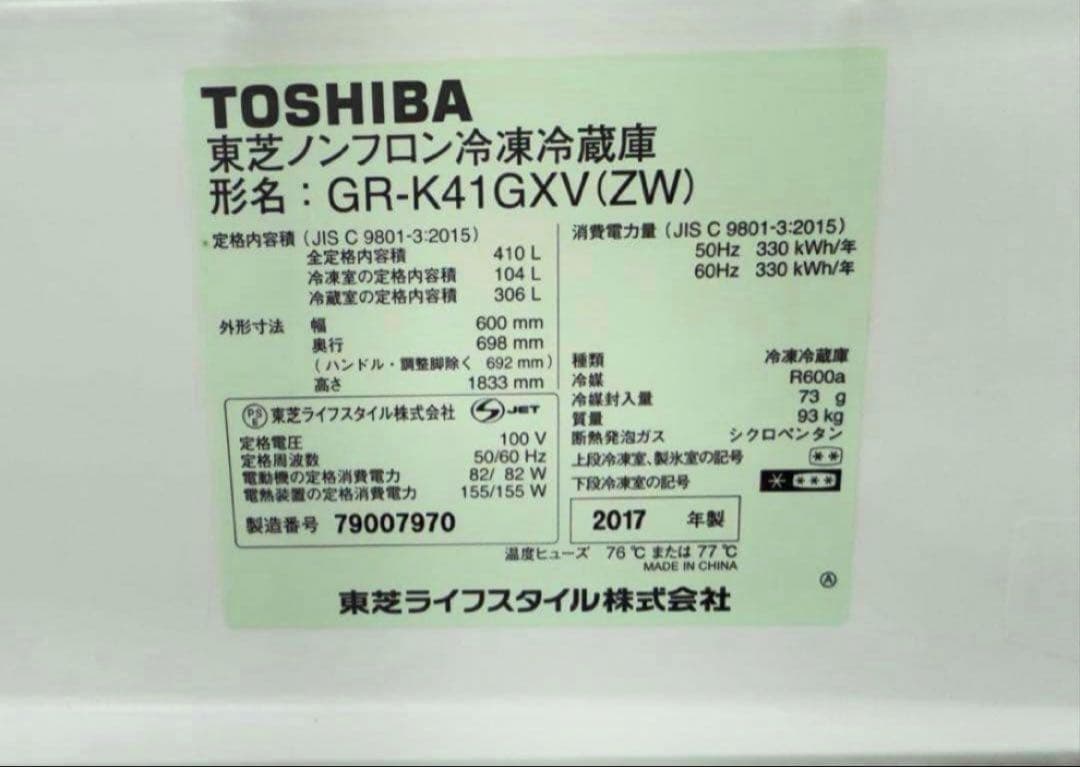 TOSHIBA
東芝ノンフロン冷凍冷蔵庫
形名：GR-K41GXV(ZW)
定格内容積（JIS C 9801-3:2015）
全定格内容積 410 L
冷凍室の定格内容積 104 L
冷蔵室の定格内容積 306 L
外形寸法 幅 600 mm
奥行 698 mm
（ハンドル・調整脚除く 692 mm）
高さ 1833 mm
消費電力量（JIS C 9801-3:2015）
50Hz 330 kWh/年
60Hz 330 kWh/年
種類 冷凍冷蔵庫
冷媒 R600a
冷媒封入量 73 g
質量 93 kg
断熱発泡ガス シクロペンタン
上段冷凍室、製氷室の記号 **
下段冷凍室の記号 * ***
PSE 東芝ライフスタイル株式会社 JET
定格電圧 100 V
定格周波数 50/60 Hz
電動機の定格消費電力 82/ 82 W
電熱装置の定格消費電力 155/155 W
製造番号 79007970
2017 年製
温度ヒューズ 76 ℃ または 77 ℃
MADE IN CHINA
Ⓐ
東芝ライフスタイル株式会社